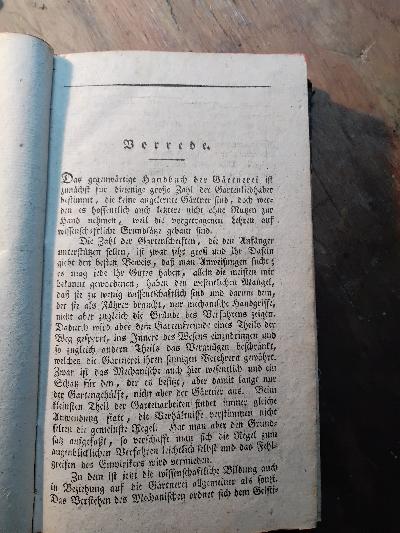 Vorrede.
Das gegenwärtige Handbuch der Gärtnerei ist
zunächst für diejenige große Zahl der Gartenliebhaber
bestimmt, die keine angelernte Gärtner sind, doch wer-
den es hoffentlich auch letztere nicht ohne Nutzen zur
Hand nehmen, weil die vorgetragenen Lehren auf
wissenschaftliche Grundsätze gebaut sind.
Die Zahl der Gartenschriften, die den Anfänger
unterstützen sollen, ist zwar sehr groß und ihr Dasein
giebt den besten Beweis, daß man Anweisungen sucht;
es mag jede ihr Gutes haben, allein die meisten mir
bekannt gewordenen, haben den wesentlichen Mangel,
daß sie zu wenig wissenschaftlich sind und darum dem,
der sie als Führer braucht, nur mechanische Handgriffe,
nicht aber zugleich die Gründe des Verfahrens zeigen.
Dadurch wird aber dem Gartenfreunde eines Theils der
Weg gesperrt, ins Innere des Wesens einzudringen und
so zugleich andern Theils das Vergnügen beschränkt,
welches die Gärtnerei ihren sinnigen Verehrern gewährt.
Zwar ist das Mechanische auch hier wesentlich und ein
Schatz für den, der es besitzt, aber damit lange nur
der Gartengehülfe, nicht aber der Gärtner aus. Beim
kleinsten Theil der Gartenarbeiten findet immer gleiche
Anwendung statt, die Verhältnisse verstimmen nicht
selten die gemeinste Regel. Hat man aber den Grund-
satz aufgefaßt, so verschafft man sich die Regel zum
augenblicklichen Verfahren leichtlich selbst und das Fehl-
greifen des Einwirkers wird vermieden.
Zu dem ist jetzt die wissenschaftliche Bildung auch
in Beziehung auf die Gärtnerei allgemeiner als sonst.
Das Verstehen des Mechanischen ordnet sich dem Geisti-